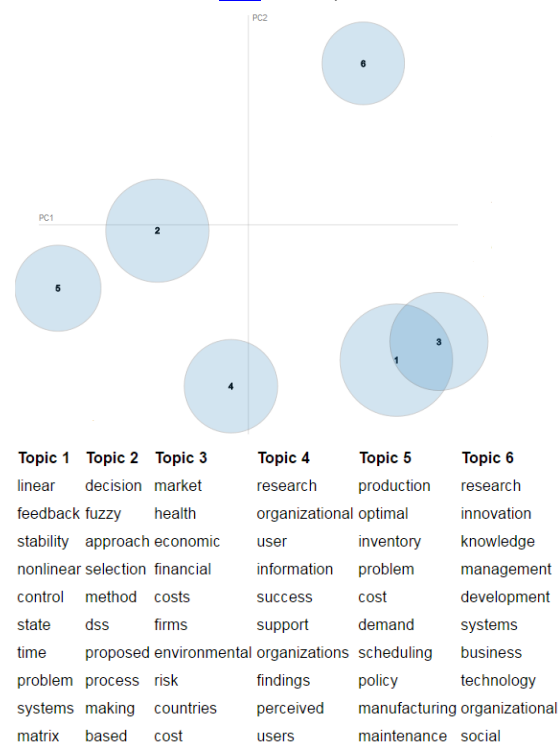 PC2
6
PC1
2
5
3
1
4
Topic 1 Topic 2 Topic 3 Topic 4 Topic 5 Topic 6
linear decision market research production research
feedback fuzzy health organizational optimal innovation
stability approach economic user inventory knowledge
nonlinear selection financial information problem management
control method costs success cost development
state dss firms support demand systems
time proposed environmental organizations scheduling business
problem process risk findings policy technology
systems making countries perceived manufacturing organizational
matrix based cost users maintenance social